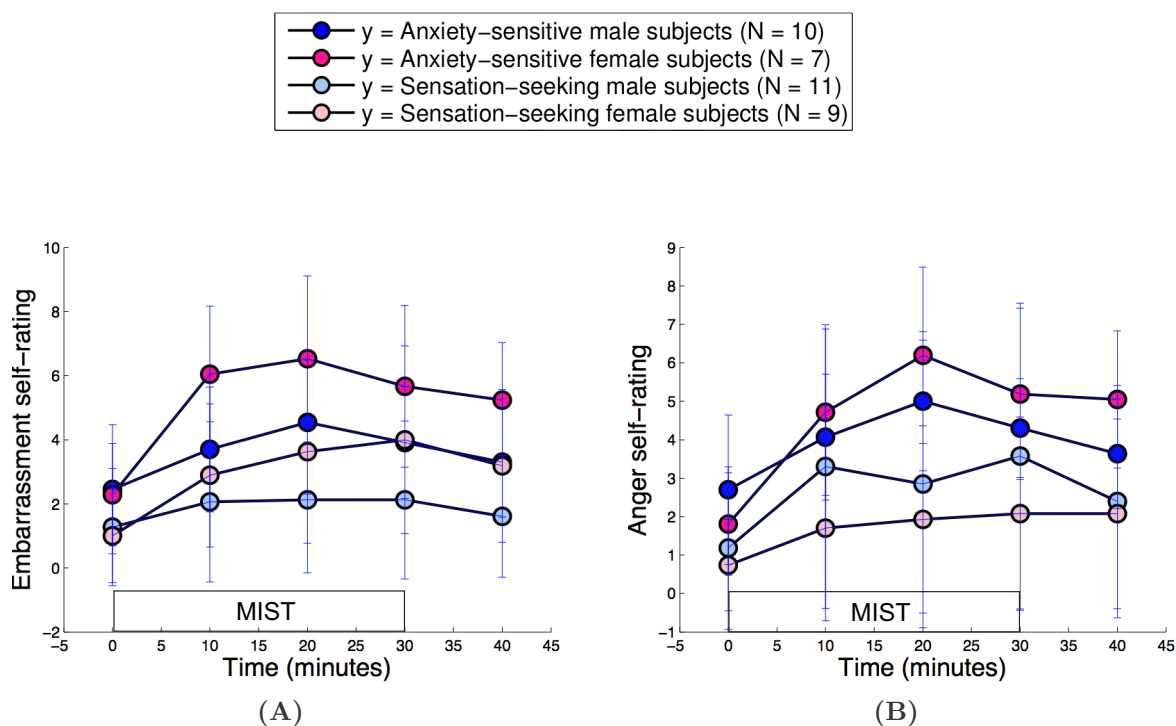 y = Anxiety−sensitive male subjects (N = 10)
y = Anxiety−sensitive female subjects (N = 7)
y = Sensation−seeking male subjects (N = 11)
y = Sensation−seeking female subjects (N = 9)
10
8
6
4
2
0
−2
Embarrassment self-rating
MIST
−5 0 5 10 15 20 25 30 35 40 45
Time (minutes)
(A)
9
8
7
6
5
4
3
2
1
0
−1
Anger self-rating
MIST
−5 0 5 10 15 20 25 30 35 40 45
Time (minutes)
(B)